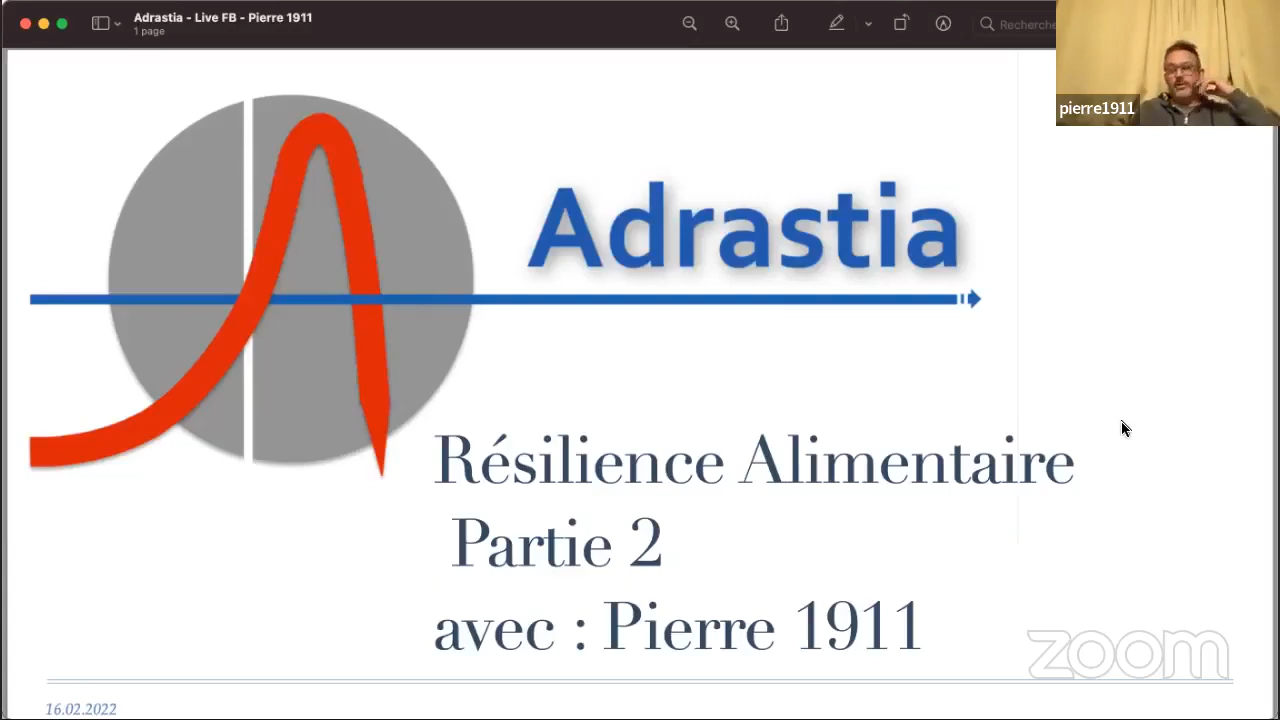 Adrastia - Live FB - Pierre 1911
1 page
Recherche
pierre1911
Adrastia
Résilience Alimentaire
Partie 2
avec : Pierre 1911
zoom
16.02.2022